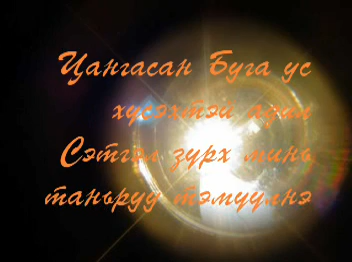 Цангасан Буга ус
хүсэхтэй адил
Сэтгэл зүрх минь
таньруу тэмүүлнэ